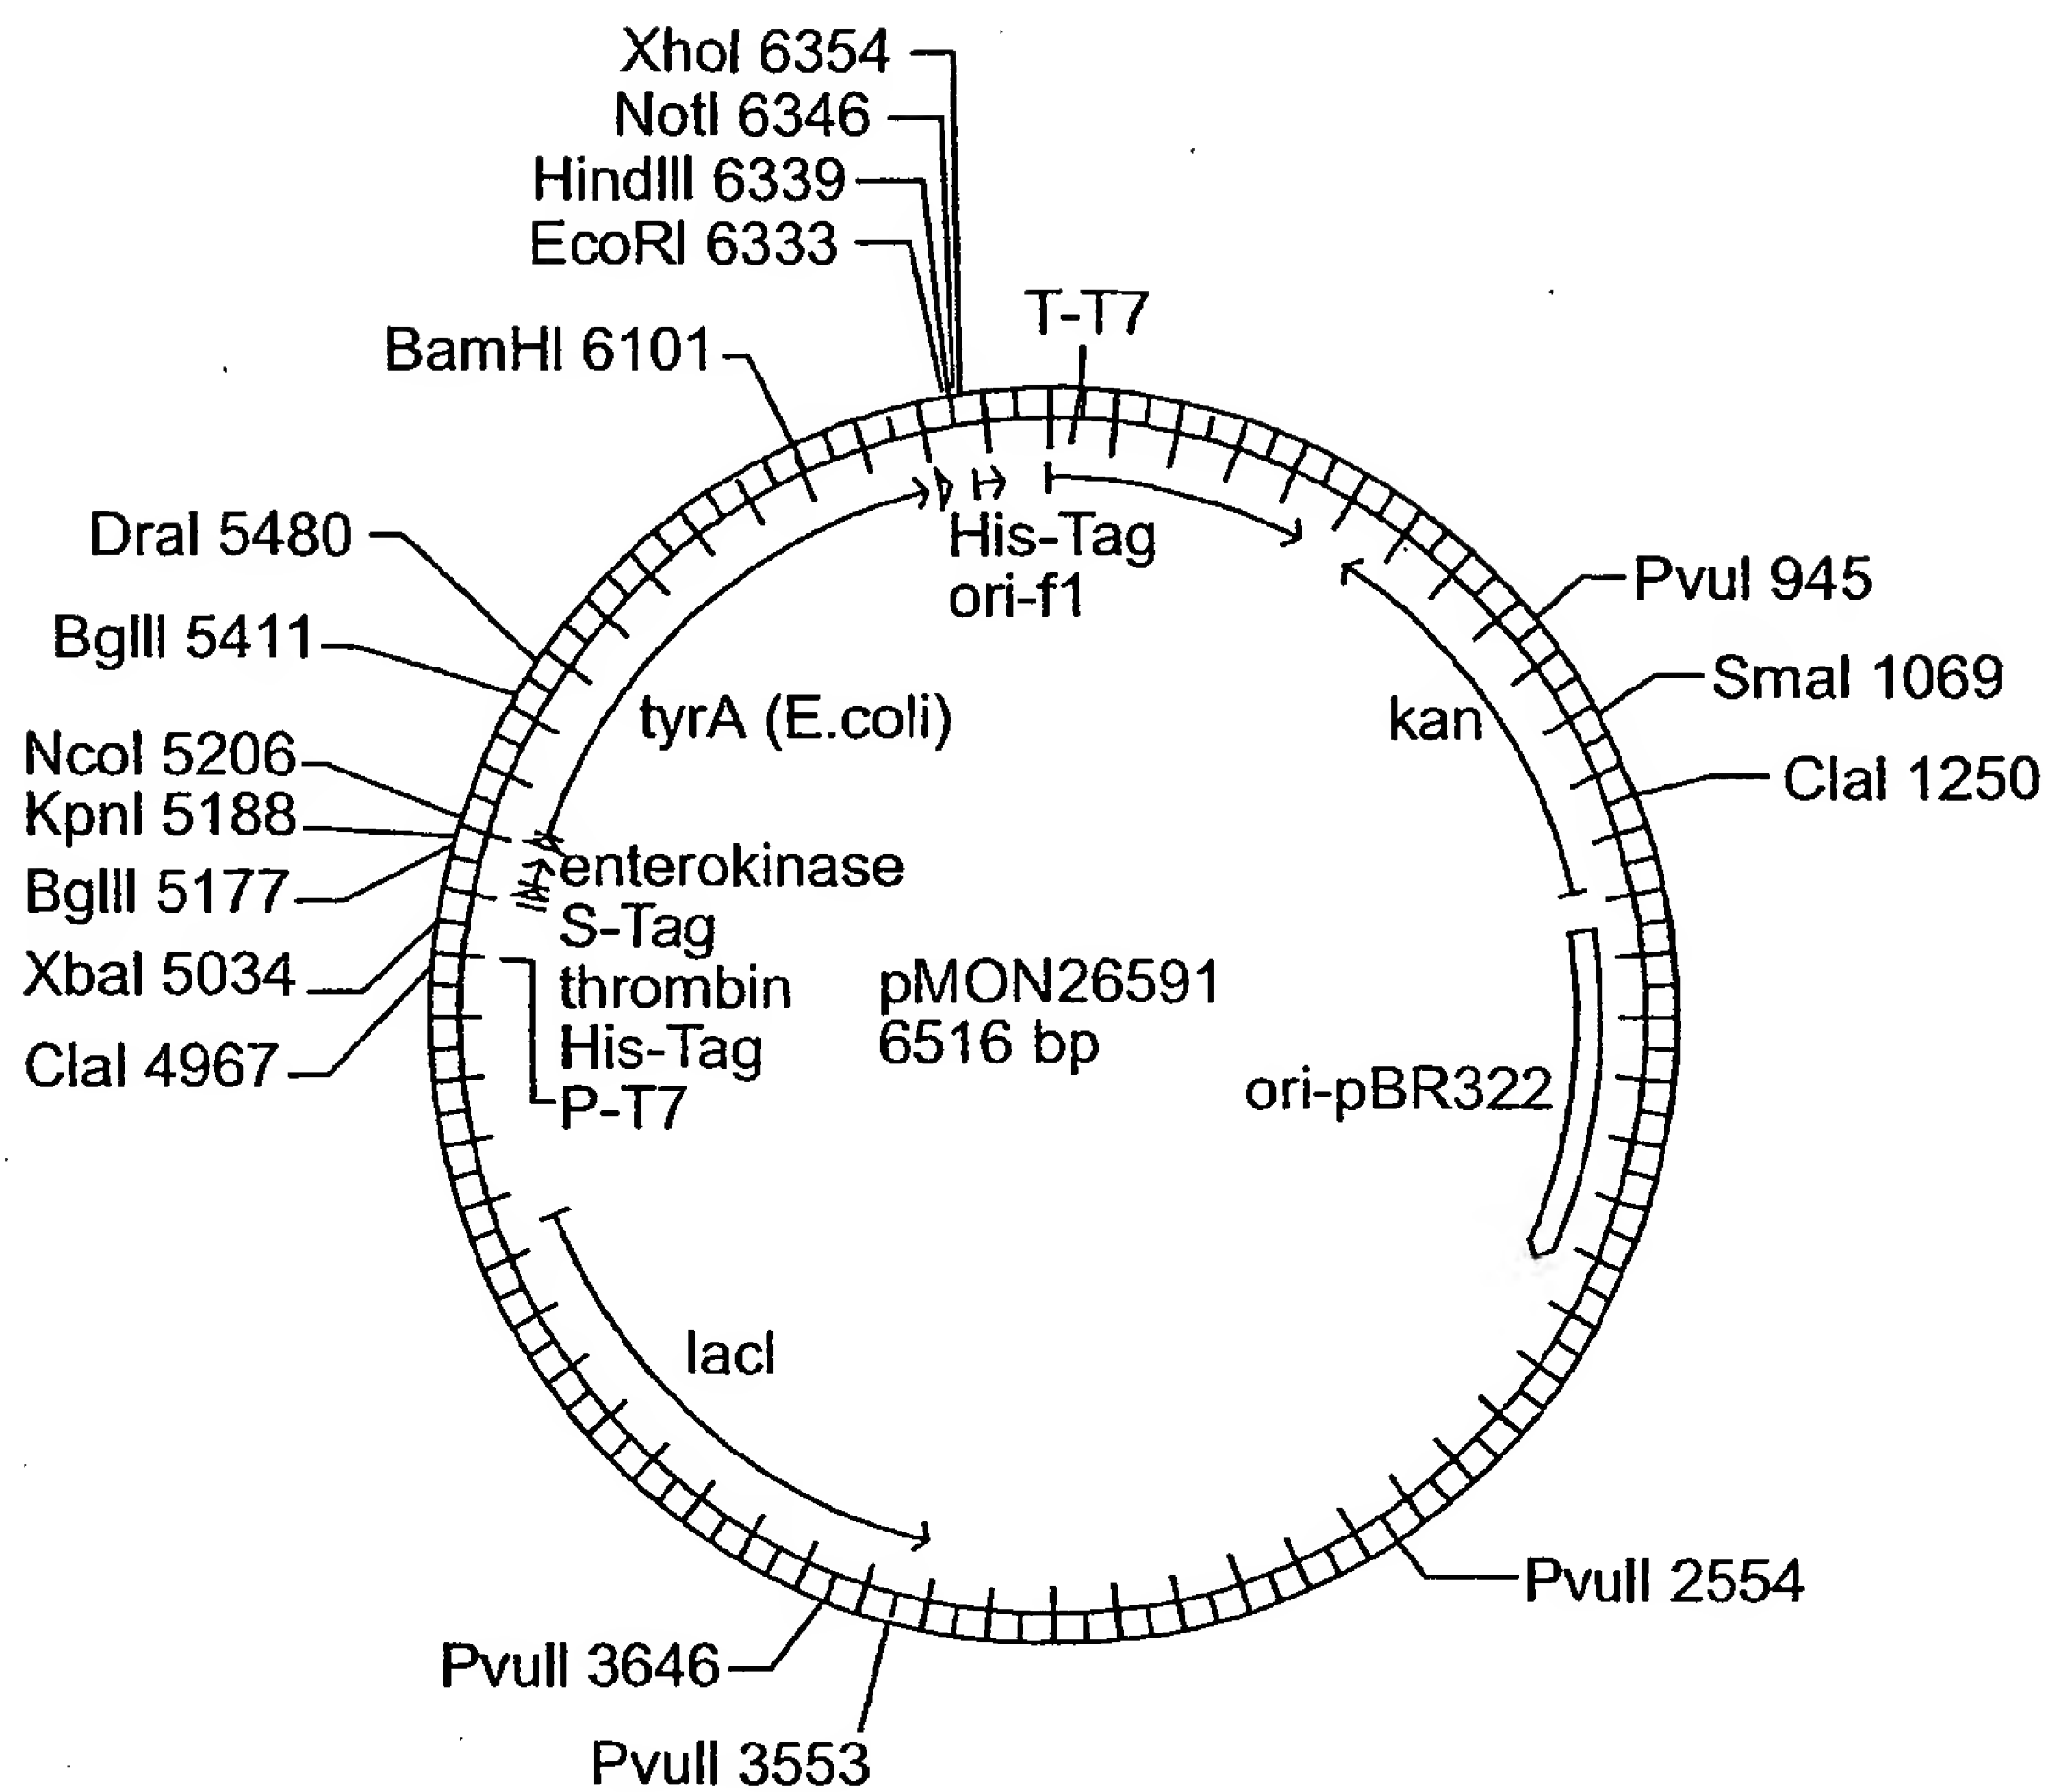 XhoI 6354
NotI 6346
HindIII 6339
EcoRI 6333
T-T7
BamHI 6101
DraI 5480
His-Tag
ori-f1
PvuI 945
BglII 5411
SmaI 1069
tyrA (E.coli)
kan
NcoI 5206
ClaI 1250
KpnI 5188
enterokinase
BglII 5177
S-Tag
XbaI 5034
thrombin
pMON26591
His-Tag
6516 bp
ClaI 4967
P-T7
ori-pBR322
lacI
PvuII 2554
PvuII 3646
PvuII 3553